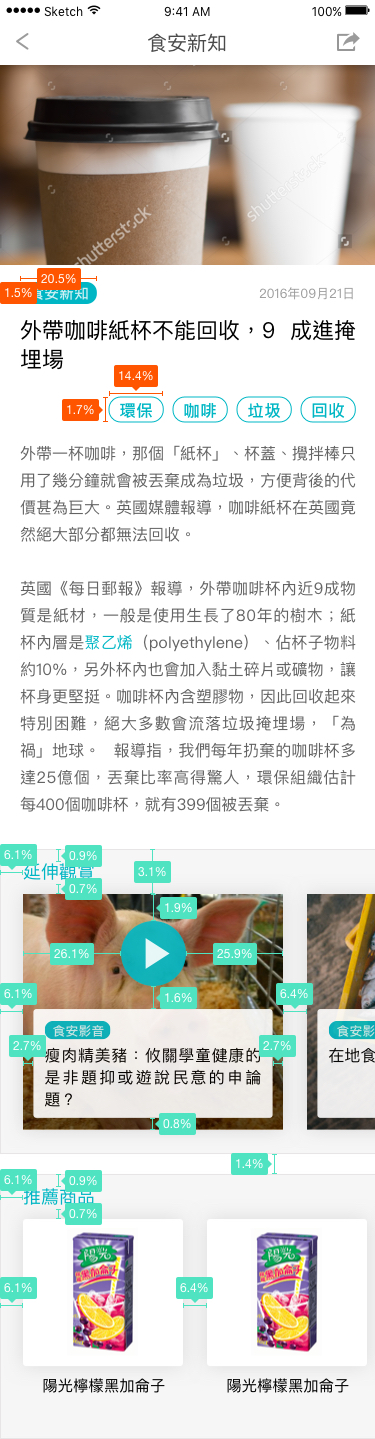 Sketch 9:41 AM 100%
食安新知
shutterstock
shutterstock
20.5%
1.5% 食安新知 2016年09月21日
外帶咖啡紙杯不能回收，9 成進掩
埋場
14.4%
1.7% 環保 咖啡 垃圾 回收
外帶一杯咖啡，那個「紙杯」、杯蓋、攪拌棒只
用了幾分鐘就會被丟棄成為垃圾，方便背後的代
價甚為巨大。英國媒體報導，咖啡紙杯在英國竟
然絕大部分都無法回收。
英國《每日郵報》報導，外帶咖啡杯內近9成物
質是紙材，一般是使用生長了80年的樹木；紙
杯內層是聚乙烯（polyethylene）、佔杯子物料
約10%，另外杯內也會加入黏土碎片或礦物，讓
杯身更堅挺。咖啡杯內含塑膠物，因此回收起來
特別困難，絕大多數會流落垃圾掩埋場，「為
禍」地球。 報導指，我們每年扔棄的咖啡杯多
達25億個，丟棄比率高得驚人，環保組織估計
每400個咖啡杯，就有399個被丟棄。
6.1% 0.9%
延伸觀賞 3.1%
0.7%
1.9%
26.1% 25.9%
6.1% 1.6% 6.4%
食安影音 食安影
2.7% 2.7%
瘦肉精美豬：攸關學童健康的 在地食
是非題抑或遊說民意的申論
題？
0.8%
1.4%
6.1% 0.9%
推薦商品
0.7%
6.1% 6.4%
陽光 陽光
黑加侖子 黑加侖子
陽光檸檬黑加侖子 陽光檸檬黑加侖子